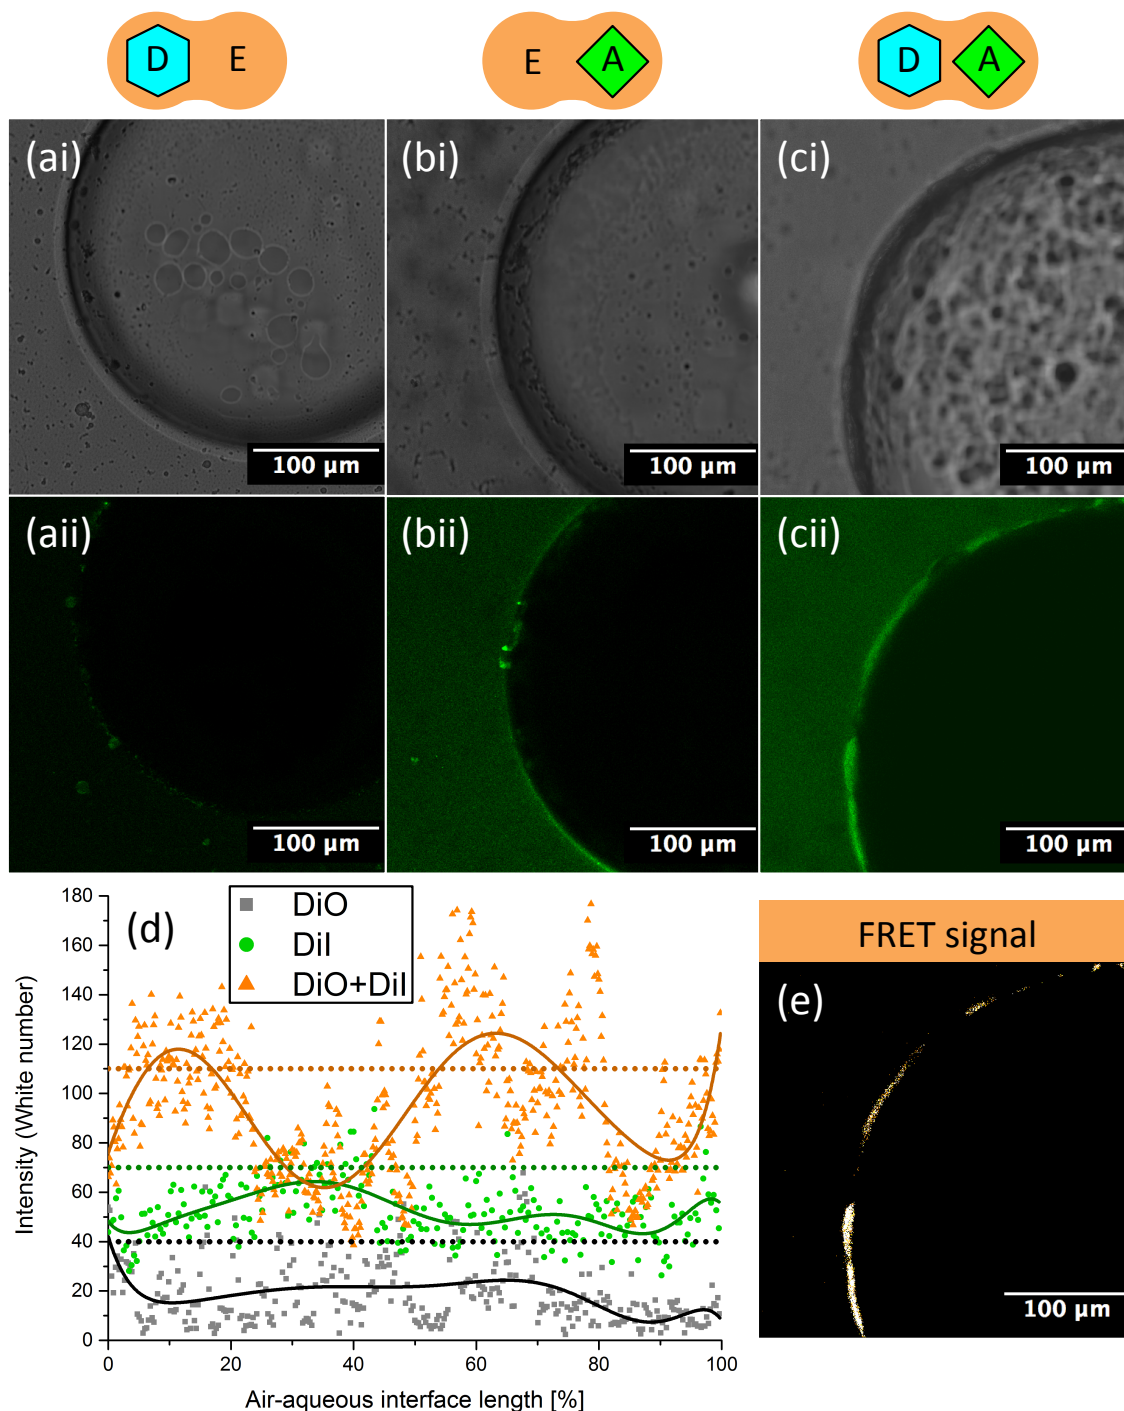 D E
E A
D A
(ai)
(bi)
(ci)
100 µm
100 µm
100 µm
(aii)
(bii)
(cii)
100 µm
100 µm
100 µm
(d)
DiO
DiI
DiO+DiI
Intensity (White number)
180
160
140
120
100
80
60
40
20
0
0 20 40 60 80 100
Air-aqueous interface length [%]
FRET signal
(e)
100 µm